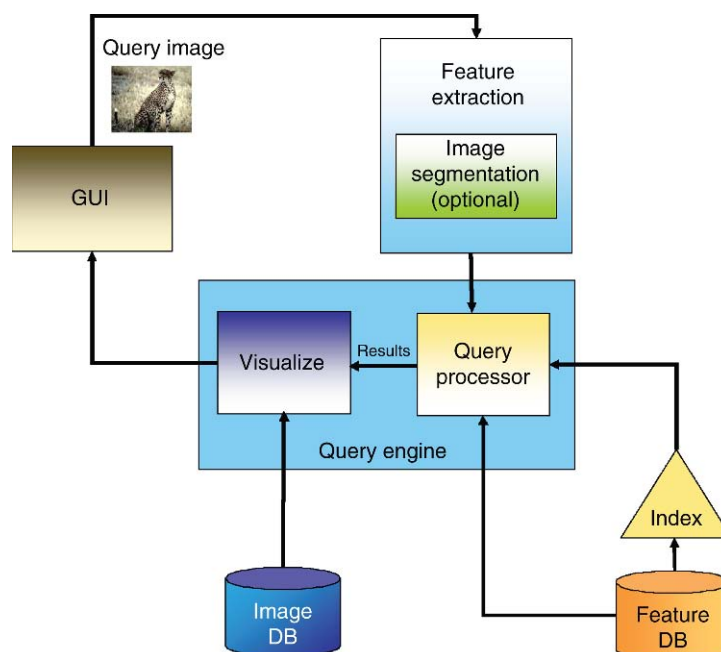 Query image
Feature
extraction
Image
segmentation
(optional)
GUI
Visualize
Results
Query
processor
Query engine
Index
Image
DB
Feature
DB